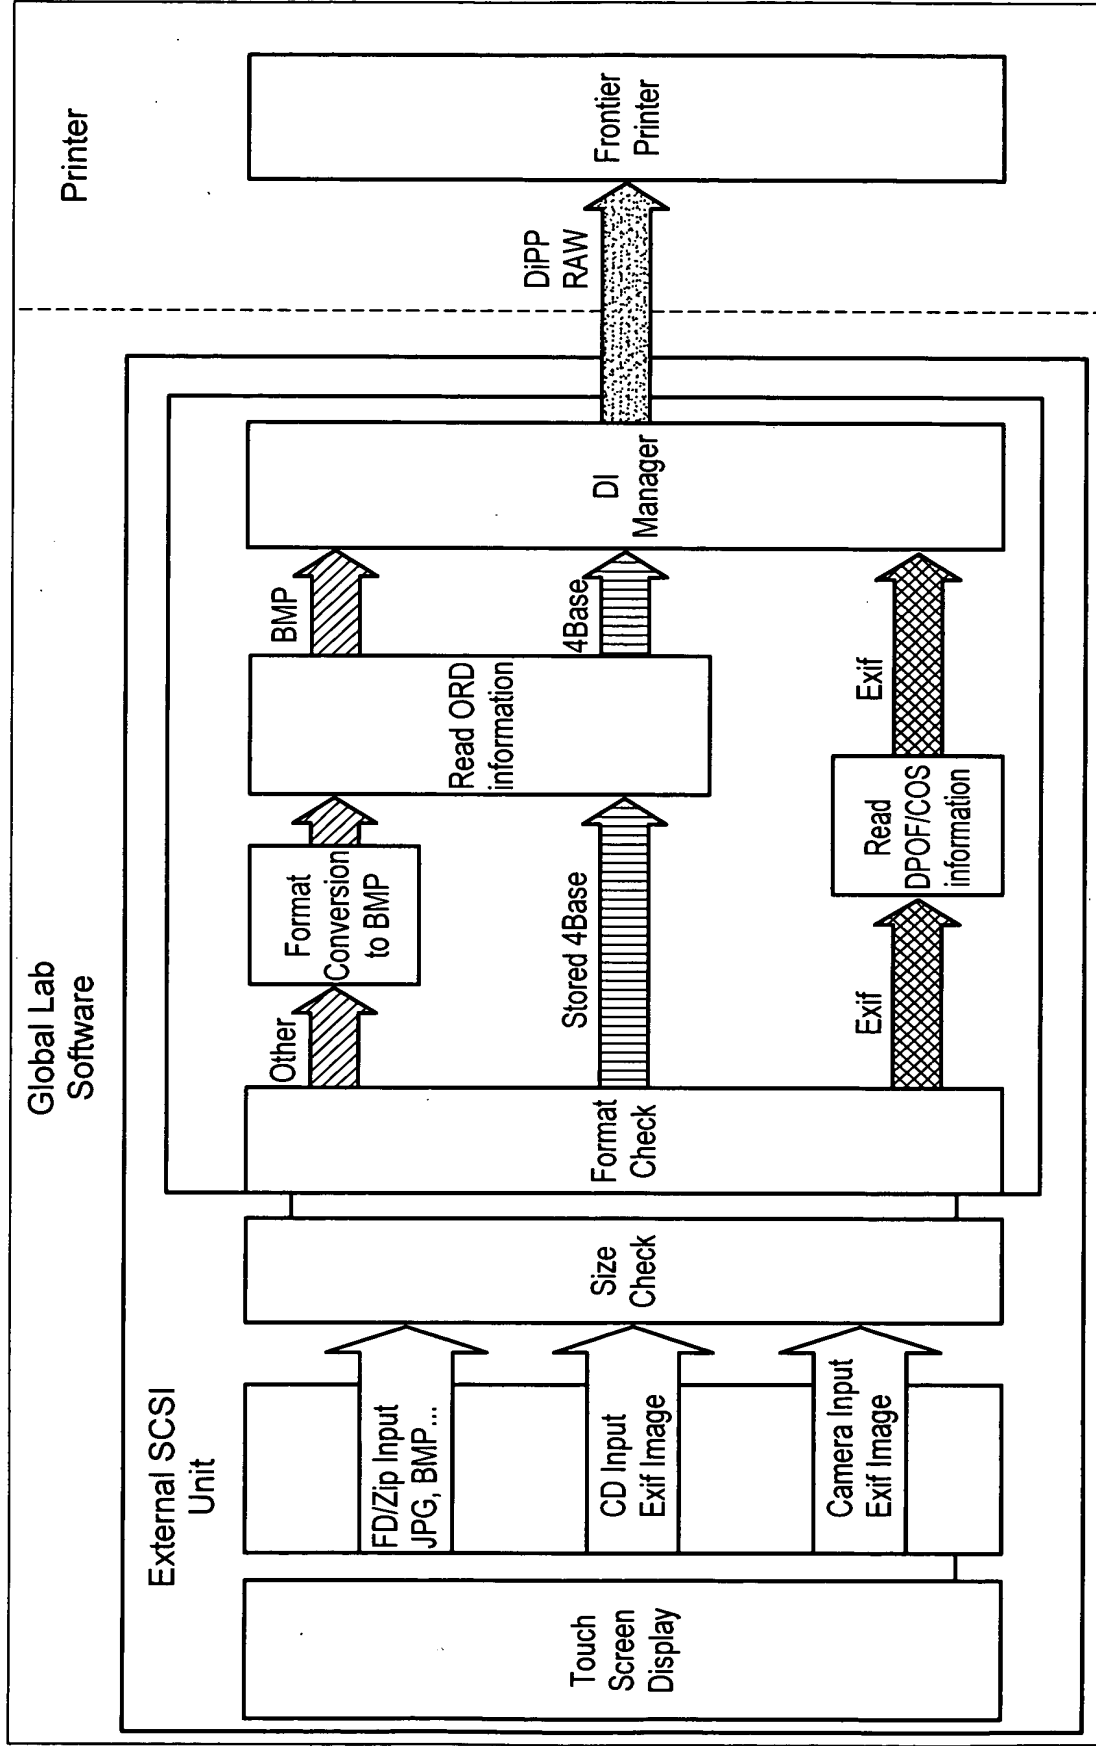 Global Lab
Software
Printer
External SCSI
Unit
Touch
Screen
Display
FD/Zip Input
JPG, BMP...
CD Input
Exif Image
Camera Input
Exif Image
Size
Check
Format
Check
Other
Format
Conversion
to BMP
Stored 4Base
Exif
Read ORD
information
Read
DPOF/COS
information
BMP
4Base
Exif
DI
Manager
DiPP
RAW
Frontier
Printer